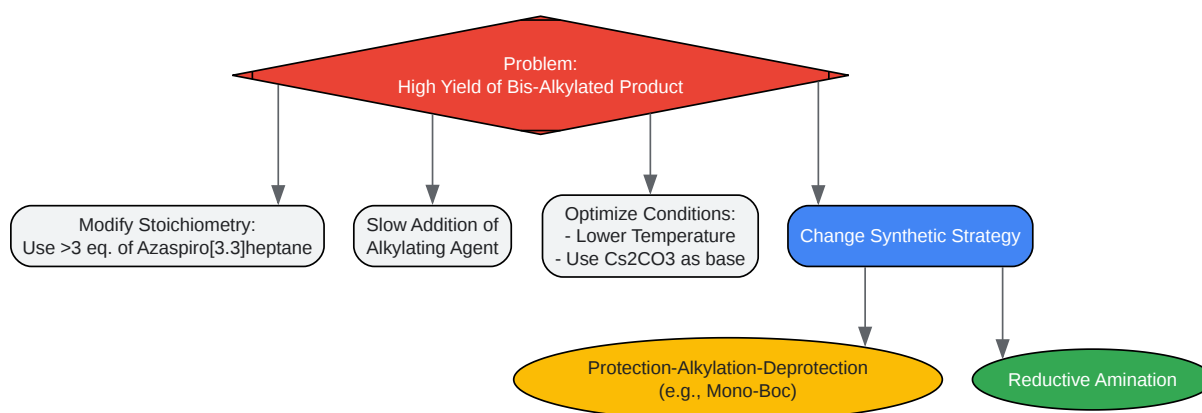 Problem:
High Yield of Bis-Alkylated Product
Modify Stoichiometry:
Use >3 eq. of Azaspiro[3.3]heptane
Slow Addition of
Alkylating Agent
Optimize Conditions:
- Lower Temperature
- Use Cs2CO3 as base
Change Synthetic Strategy
Protection-Alkylation-Deprotection
(e.g., Mono-Boc)
Reductive Amination